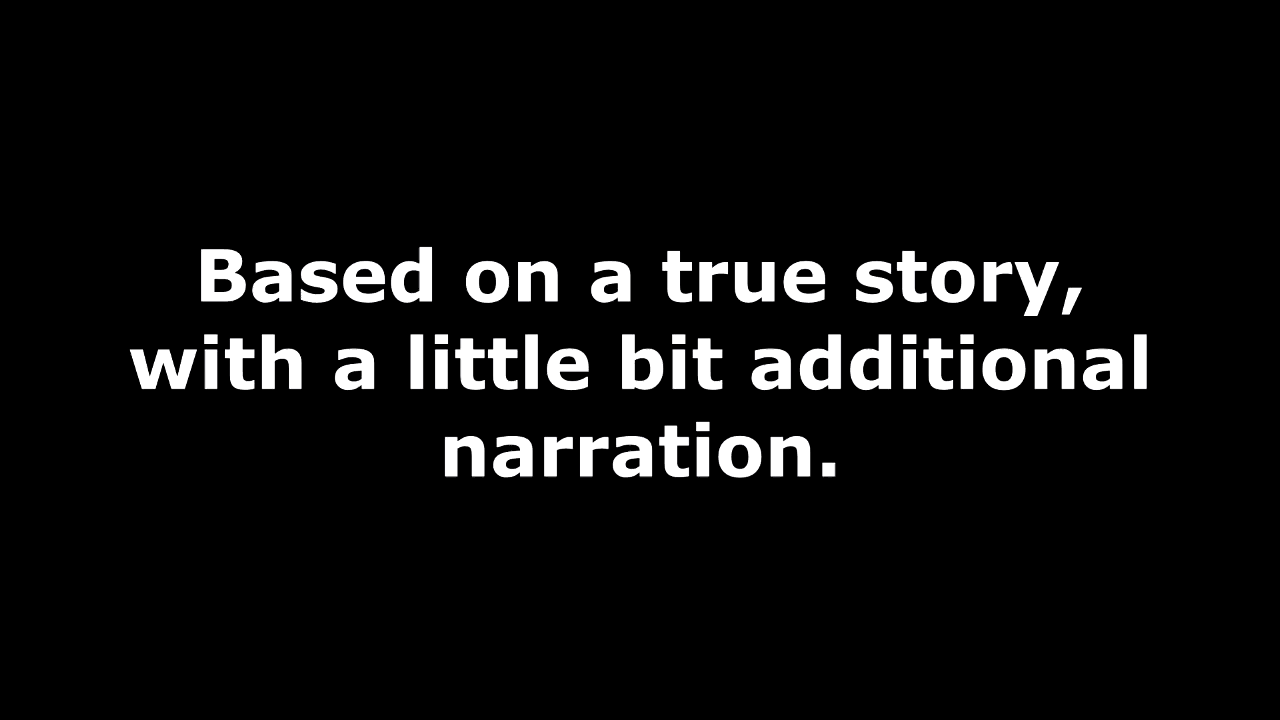 Based on a true story,
with a little bit additional
narration.